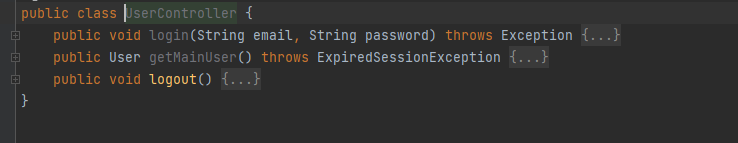 public class UserController {
public void login(String email, String password) throws Exception {...}
public User getMainUser() throws ExpiredSessionException {...}
public void logout() {...}
}